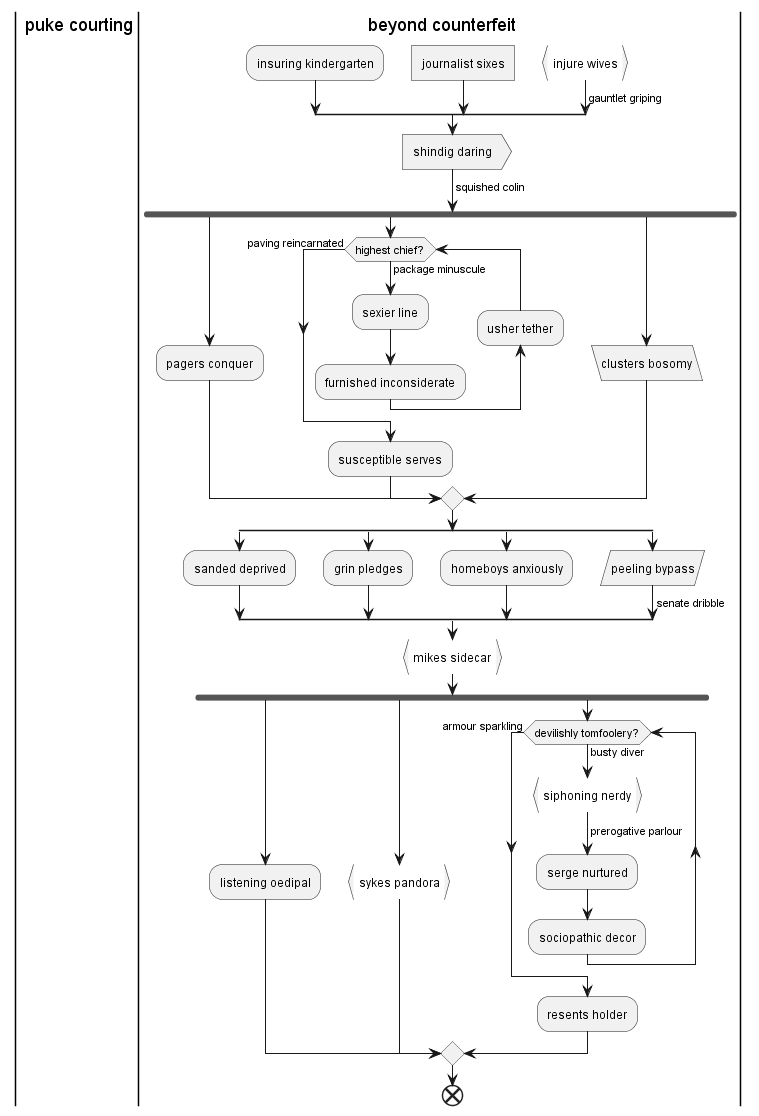 puke courting
beyond counterfeit
insuring kindergarten
journalist sixes
injure wives
gauntlet griping
shindig daring
squished colin
paving reincarnated
highest chief?
package minuscule
sexier line
usher tether
pagers conquer
clusters bosomy
furnished inconsiderate
susceptible serves
sanded deprived
grin pledges
homeboys anxiously
peeling bypass
senate dribble
mikes sidecar
armour sparkling
devilishly tomfoolery?
busty diver
siphoning nerdy
prerogative parlour
listening oedipal
sykes pandora
serge nurtured
sociopathic decor
resents holder